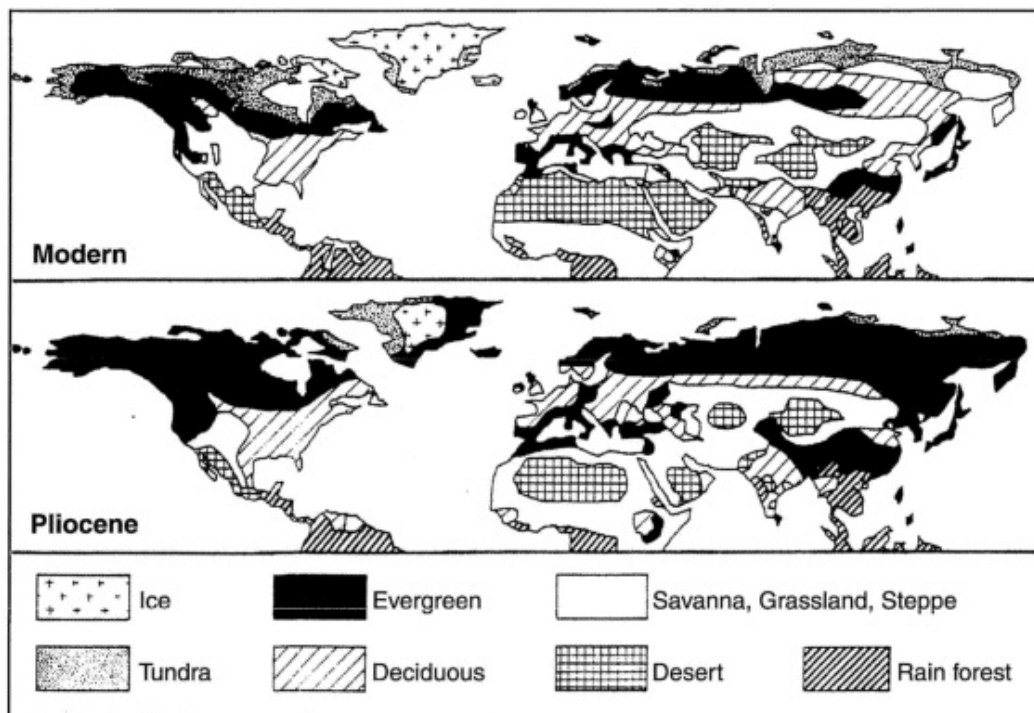 Modern
Pliocene
Ice
Evergreen
Savanna, Grassland, Steppe
Tundra
Deciduous
Desert
Rain forest